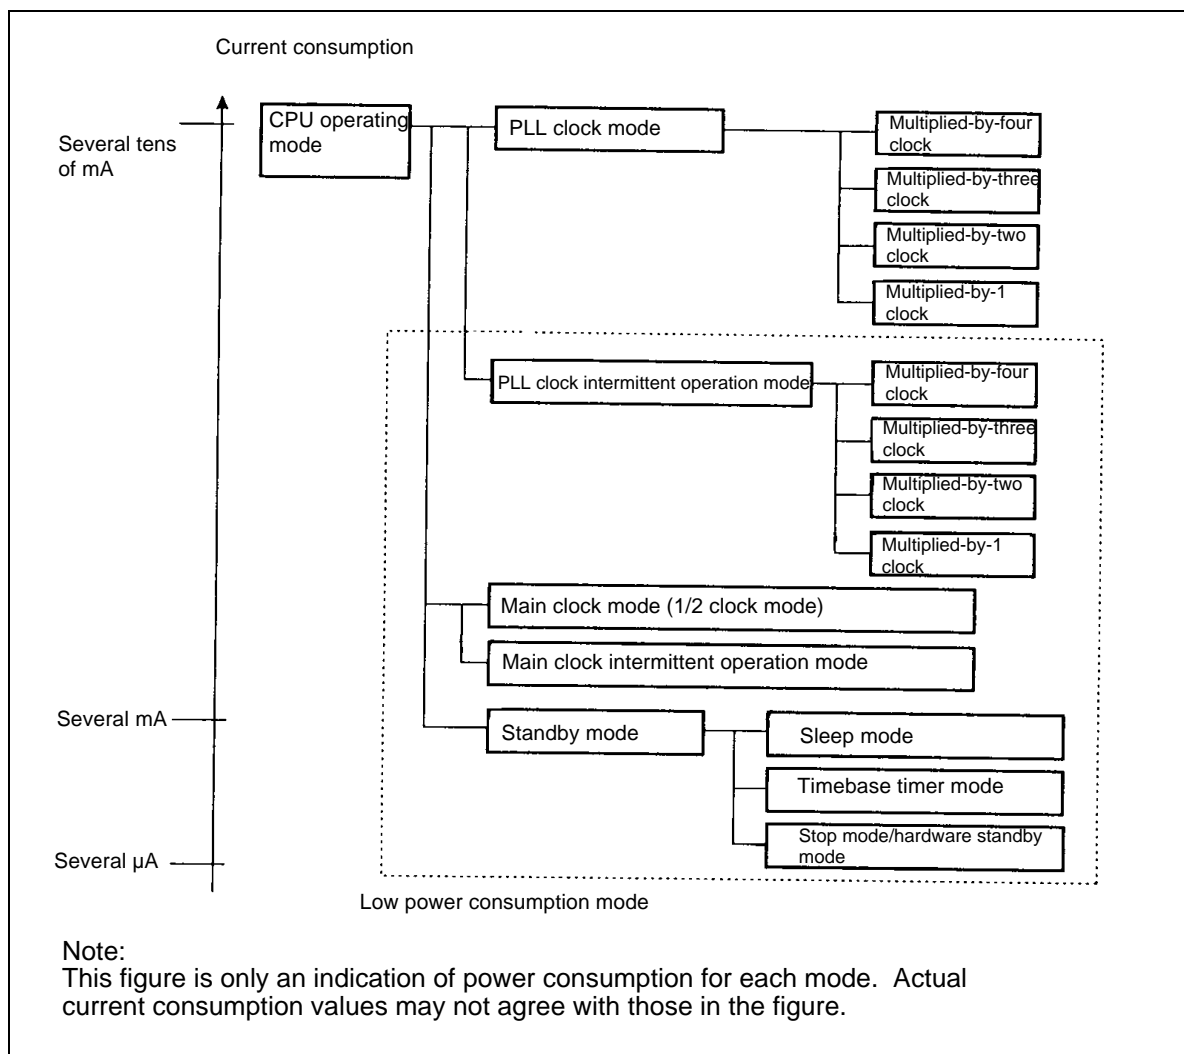 Current consumption
CPU operating
mode
PLL clock mode
Multiplied-by-four
clock
Several tens
of mA
Multiplied-by-three
clock
Multiplied-by-two
clock
Multiplied-by-1
clock
PLL clock intermittent operation mode
Multiplied-by-four
clock
Multiplied-by-three
clock
Multiplied-by-two
clock
Multiplied-by-1
clock
Main clock mode (1/2 clock mode)
Main clock intermittent operation mode
Several mA
Standby mode
Sleep mode
Timebase timer mode
Stop mode/hardware standby
mode
Several µA
Low power consumption mode
Note:
This figure is only an indication of power consumption for each mode.  Actual
current consumption values may not agree with those in the figure.